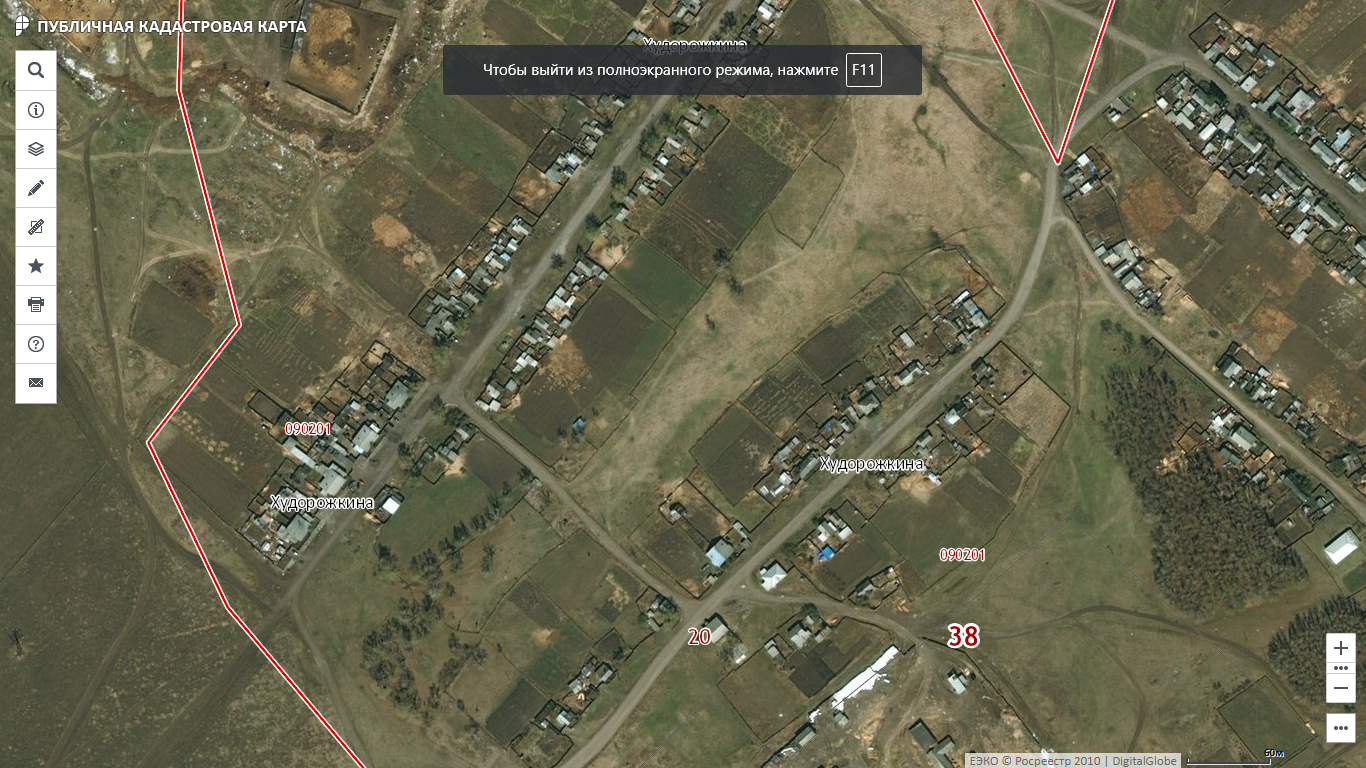 ПУБЛИЧНАЯ КАДАСТРОВАЯ КАРТА
Худорожкина
Чтобы выйти из полноэкранного режима, нажмите F11
090201
Худорожкина
Худорожкина
090201
20
38
ЕЭКО © Росреестр 2010 | DigitalGlobe
50м